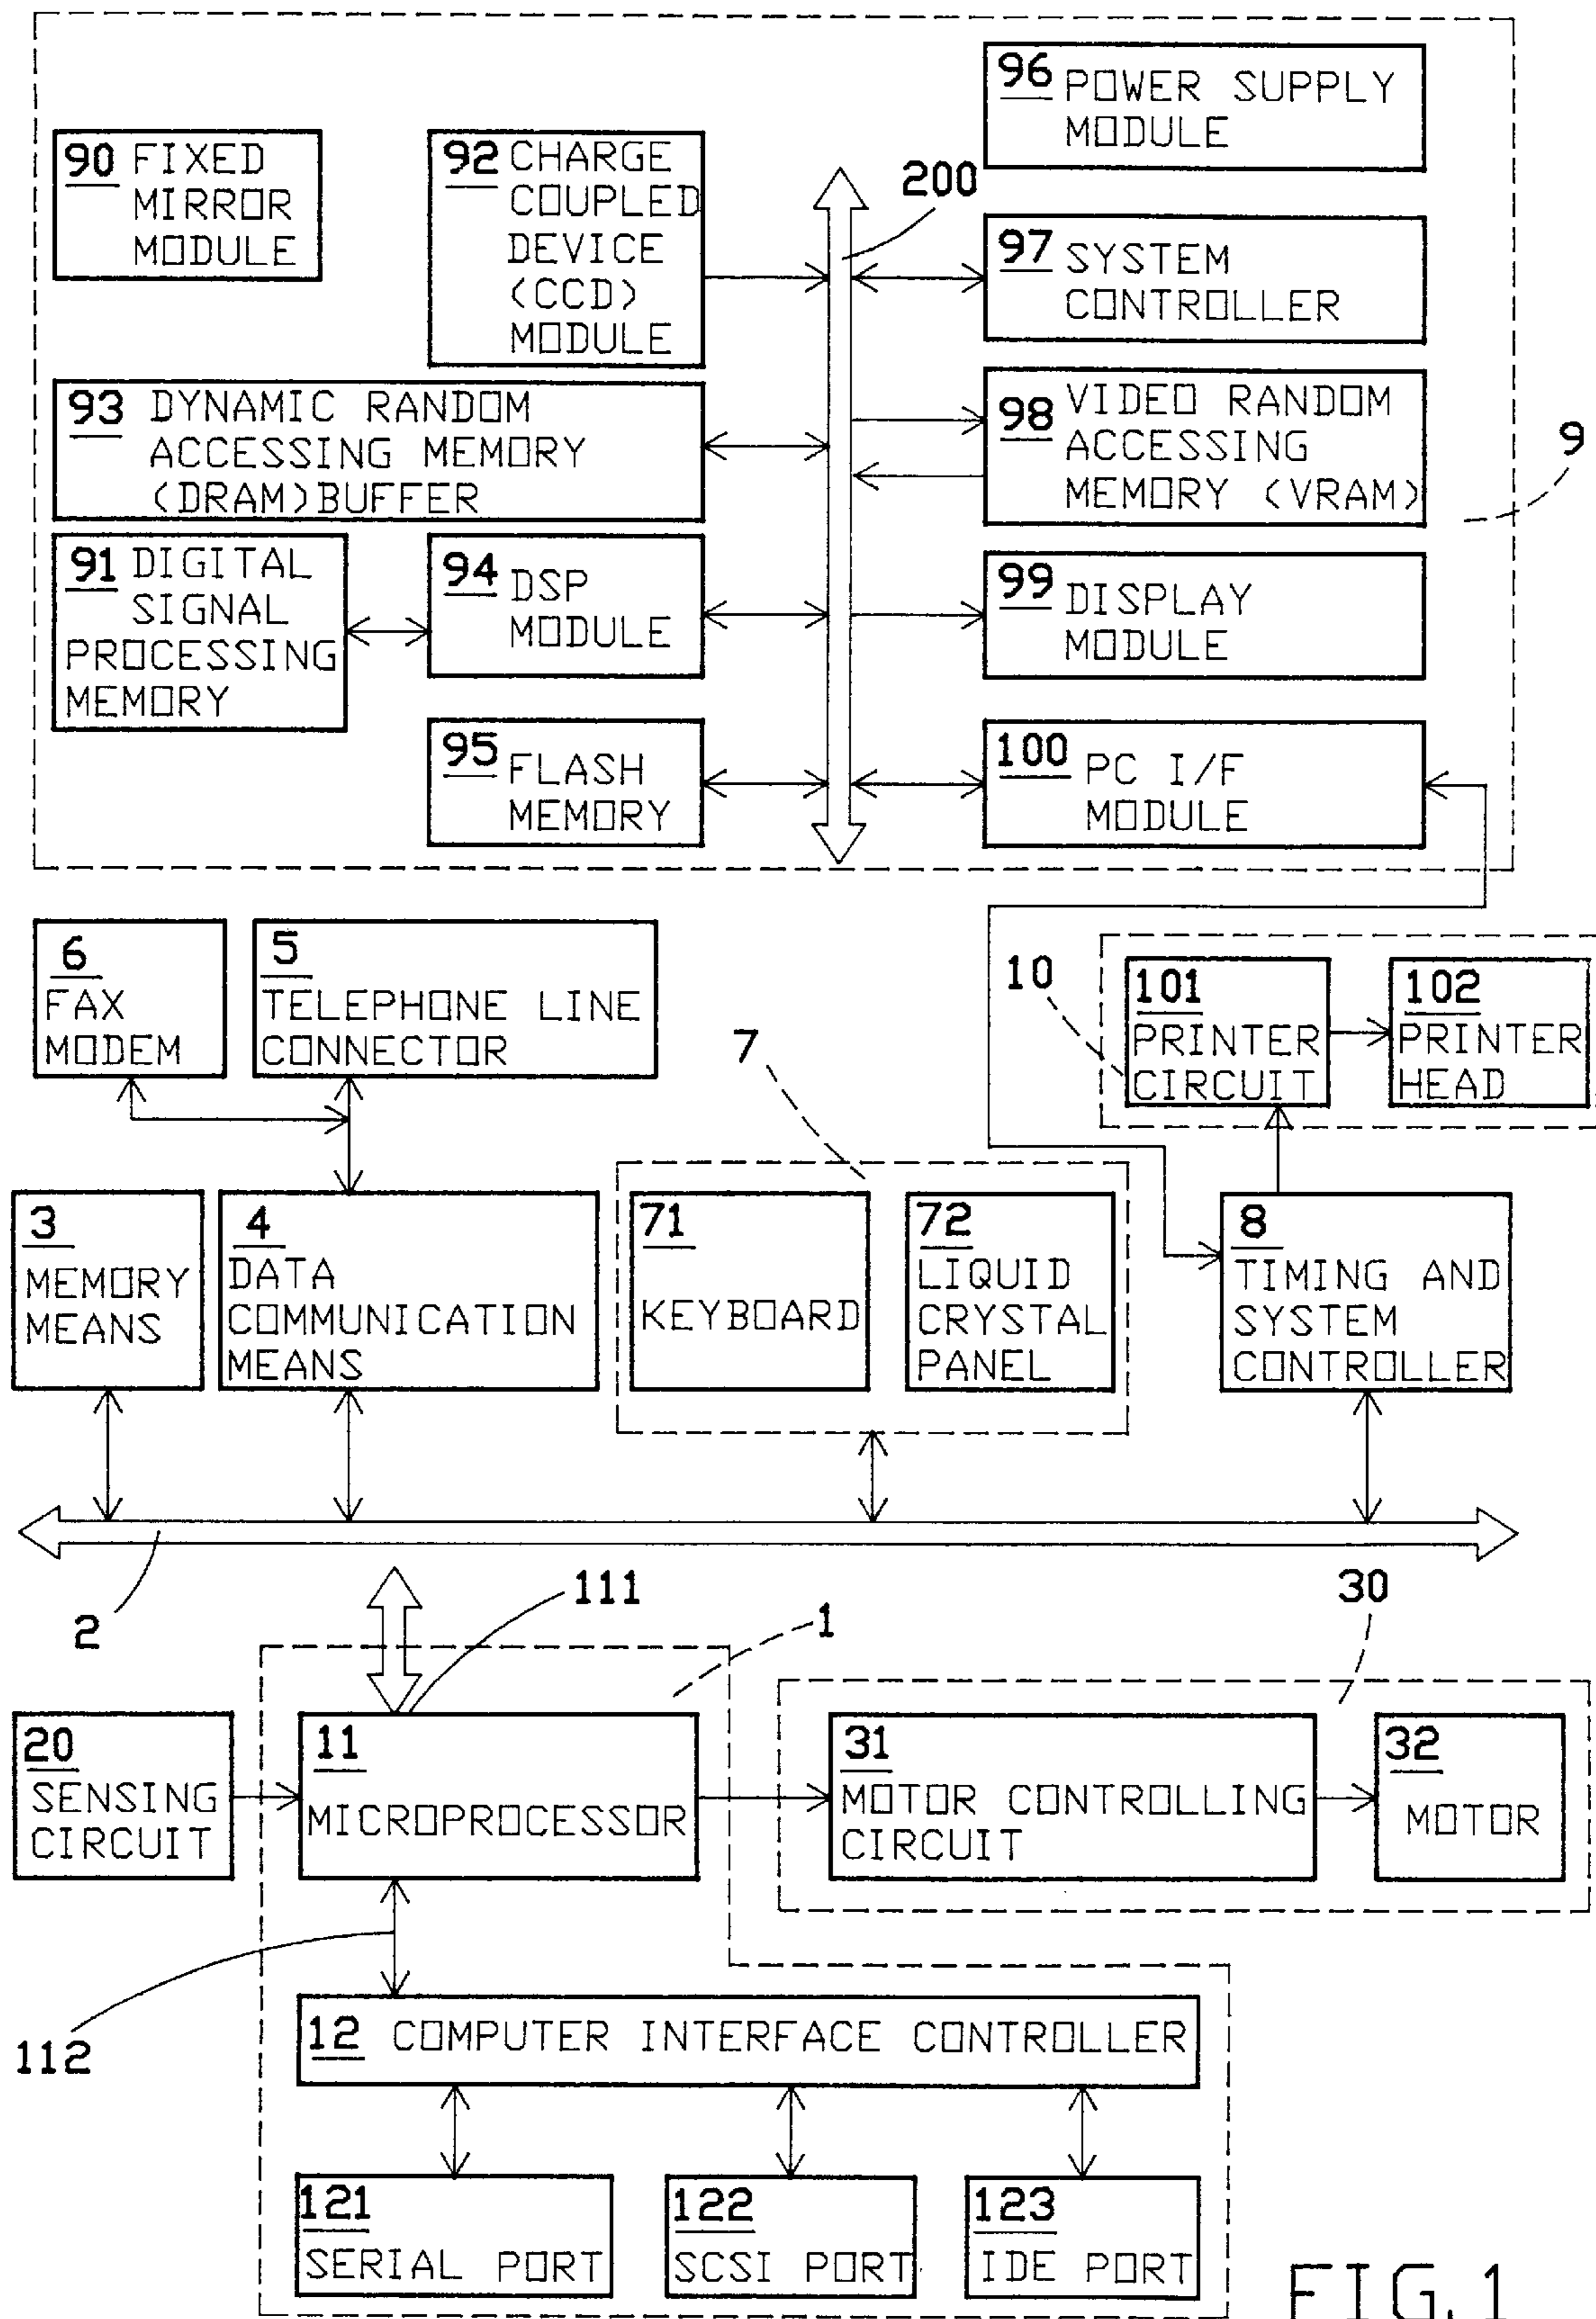 96 POWER SUPPLY
MODULE
90 FIXED
MIRROR
MODULE
92 CHARGE
COUPLED
DEVICE
(CCD)
MODULE
200
97 SYSTEM
CONTROLLER
93 DYNAMIC RANDOM
ACCESSING MEMORY
(DRAM)BUFFER
98 VIDEO RANDOM
ACCESSING
MEMORY (VRAM)
9
91 DIGITAL
SIGNAL
PROCESSING
MEMORY
94 DSP
MODULE
99 DISPLAY
MODULE
95 FLASH
MEMORY
100 PC I/F
MODULE
6
FAX
MODEM
5
TELEPHONE LINE
CONNECTOR
7
10
101
PRINTER
CIRCUIT
102
PRINTER
HEAD
3
MEMORY
MEANS
4
DATA
COMMUNICATION
MEANS
71
KEYBOARD
72
LIQUID
CRYSTAL
PANEL
8
TIMING AND
SYSTEM
CONTROLLER
2
111
1
30
20
SENSING
CIRCUIT
11
MICROPROCESSOR
31
MOTOR CONTROLLING
CIRCUIT
32
MOTOR
112
12 COMPUTER INTERFACE CONTROLLER
121
SERIAL PORT
122
SCSI PORT
123
IDE PORT
FIG.1